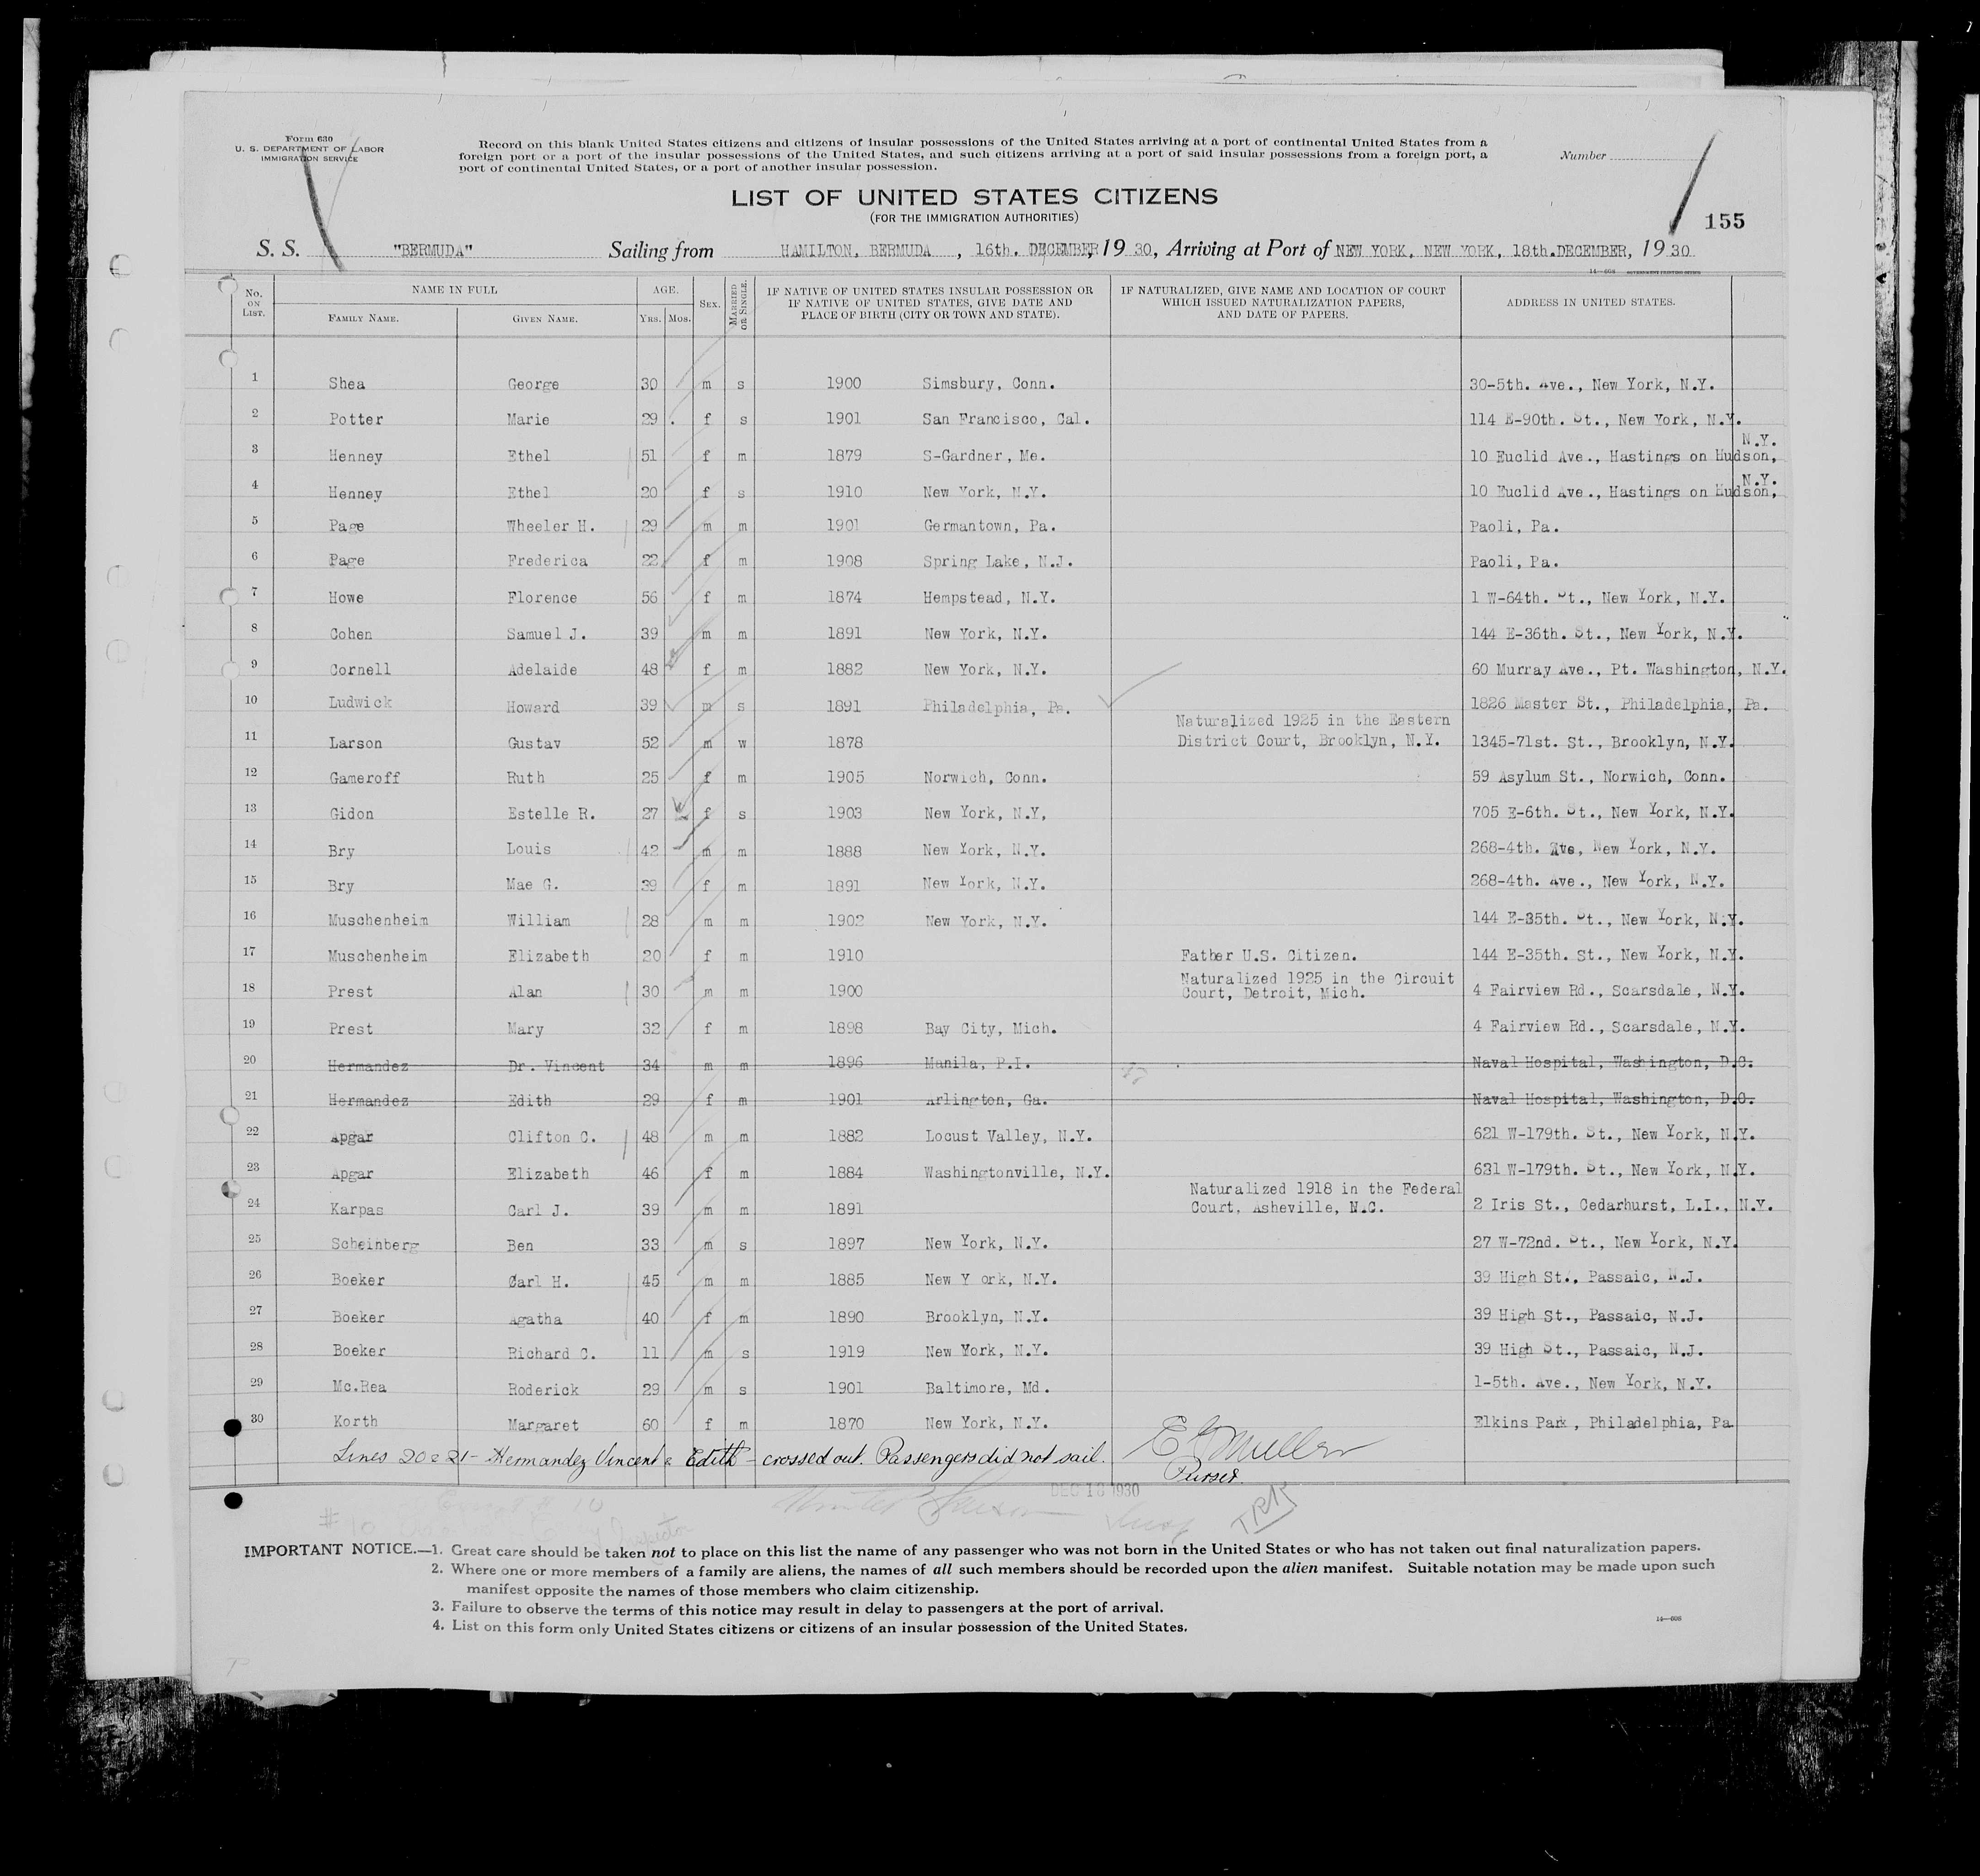 Form 630
U. S. DEPARTMENT OF LABOR
IMMIGRATION SERVICE
Record on this blank United States citizens and citizens of insular possessions of the United States arriving at a port of continental United States from a
foreign port or a port of the insular possessions of the United States, and such citizens arriving at a port of said insular possessions from a foreign port, a
port of continental United States, or a port of another insular possession.
Number
LIST OF UNITED STATES CITIZENS
(FOR THE IMMIGRATION AUTHORITIES)
155
S. S. "BERMUDA" Sailing from HAMILTON, BERMUDA, 16th. DECEMBER, 19 30, Arriving at Port of NEW YORK, NEW YORK, 18th.DECEMBER, 19 30
14—608 GOVERNMENT PRINTING OFFICE
No. ON LIST. NAME IN FULL AGE. SEX. MARRIED OR SINGLE. IF NATIVE OF UNITED STATES INSULAR POSSESSION OR IF NATIVE OF UNITED STATES, GIVE DATE AND PLACE OF BIRTH (CITY OR TOWN AND STATE). IF NATURALIZED, GIVE NAME AND LOCATION OF COURT WHICH ISSUED NATURALIZATION PAPERS, AND DATE OF PAPERS. ADDRESS IN UNITED STATES.
FAMILY NAME. GIVEN NAME. YRS. MOS.
1 Shea George 30 m s 1900 Simsbury, Conn. 30-5th. Ave., New York, N.Y.
2 Potter Marie 29 f s 1901 San Francisco, Cal. 114 E-90th. St., New York, N.Y.
3 Henney Ethel 51 f m 1879 S-Gardner, Me. 10 Euclid Ave., Hastings on Hudson, N.Y.
4 Henney Ethel 20 f s 1910 New York, N.Y. 10 Euclid Ave., Hastings on Hudson, N.Y.
5 Page Wheeler H. 29 m m 1901 Germantown, Pa. Paoli, Pa.
6 Page Frederica 22 f m 1908 Spring Lake, N.J. Paoli, Pa.
7 Howe Florence 56 f m 1874 Hempstead, N.Y. 1 W-64th. St., New York, N.Y.
8 Cohen Samuel J. 39 m m 1891 New York, N.Y. 144 E-36th. St., New York, N.Y.
9 Cornell Adelaide 48 f m 1882 New York, N.Y. 60 Murray Ave., Pt. Washington, N.Y.
10 Ludwick Howard 39 m s 1891 Philadelphia, Pa. 1826 Master St., Philadelphia, Pa.
11 Larson Gustav 52 m w 1878 Naturalized 1925 in the Eastern District Court, Brooklyn, N.Y. 1345-71st. St., Brooklyn, N.Y.
12 Gameroff Ruth 25 f m 1905 Norwich, Conn. 59 Asylum St., Norwich, Conn.
13 Gidon Estelle R. 27 f s 1903 New York, N.Y, 705 E-6th. St., New York, N.Y.
14 Bry Louis 42 m m 1888 New York, N.Y. 268-4th. Ave, New York, N.Y.
15 Bry Mae G. 39 f m 1891 New York, N.Y. 268-4th. Ave., New York, N.Y.
16 Muschenheim William 28 m m 1902 New York, N.Y. 144 E-35th. St., New York, N.Y.
17 Muschenheim Elizabeth 20 f m 1910 Father U.S. Citizen. 144 E-35th. St., New York, N.Y.
18 Prest Alan 30 m m 1900 Naturalized 1925 in the Circuit Court, Detroit, Mich. 4 Fairview Rd., Scarsdale, N.Y.
19 Prest Mary 32 f m 1898 Bay City, Mich. 4 Fairview Rd., Scarsdale, N.Y.
20 Hermandez Dr. Vincent 34 m m 1896 Manila, P.I. Naval Hospital, Washington, D.C.
21 Hermandez Edith 29 f m 1901 Arlington, Ga. Naval Hospital, Washington, D.C.
22 Apgar Clifton C. 48 m m 1882 Locust Valley, N.Y. 621 W-179th. St., New York, N.Y.
23 Apgar Elizabeth 46 f m 1884 Washingtonville, N.Y. 631 W-179th. St., New York, N.Y.
24 Karpas Carl J. 39 m m 1891 Naturalized 1918 in the Federal Court, Asheville, N.C. 2 Iris St., Cedarhurst, L.I., N.Y.
25 Scheinberg Ben 33 m s 1897 New York, N.Y. 27 W-72nd. St., New York, N.Y.
26 Boeker Carl H. 45 m m 1885 New Y ork, N.Y. 39 High St., Passaic, N.J.
27 Boeker Agatha 40 f m 1890 Brooklyn, N.Y. 39 High St., Passaic, N.J.
28 Boeker Richard C. 11 m s 1919 New York, N.Y. 39 High St., Passaic, N.J.
29 Mc.Rea Roderick 29 m s 1901 Baltimore, Md. 1-5th. Ave., New York, N.Y.
30 Korth Margaret 60 f m 1870 New York, N.Y. Elkins Park, Philadelphia, Pa
Lines 20 & 21 - Hermandez Vincent & Edith - crossed out. Passengers did not sail. E Muller
Purser.
DEC 18 1930
#10 Inspector
IMPORTANT NOTICE.—1. Great care should be taken not to place on this list the name of any passenger who was not born in the United States or who has not taken out final naturalization papers.
2. Where one or more members of a family are aliens, the names of all such members should be recorded upon the alien manifest. Suitable notation may be made upon such
manifest opposite the names of those members who claim citizenship.
3. Failure to observe the terms of this notice may result in delay to passengers at the port of arrival.
4. List on this form only United States citizens or citizens of an insular possession of the United States.
14—608